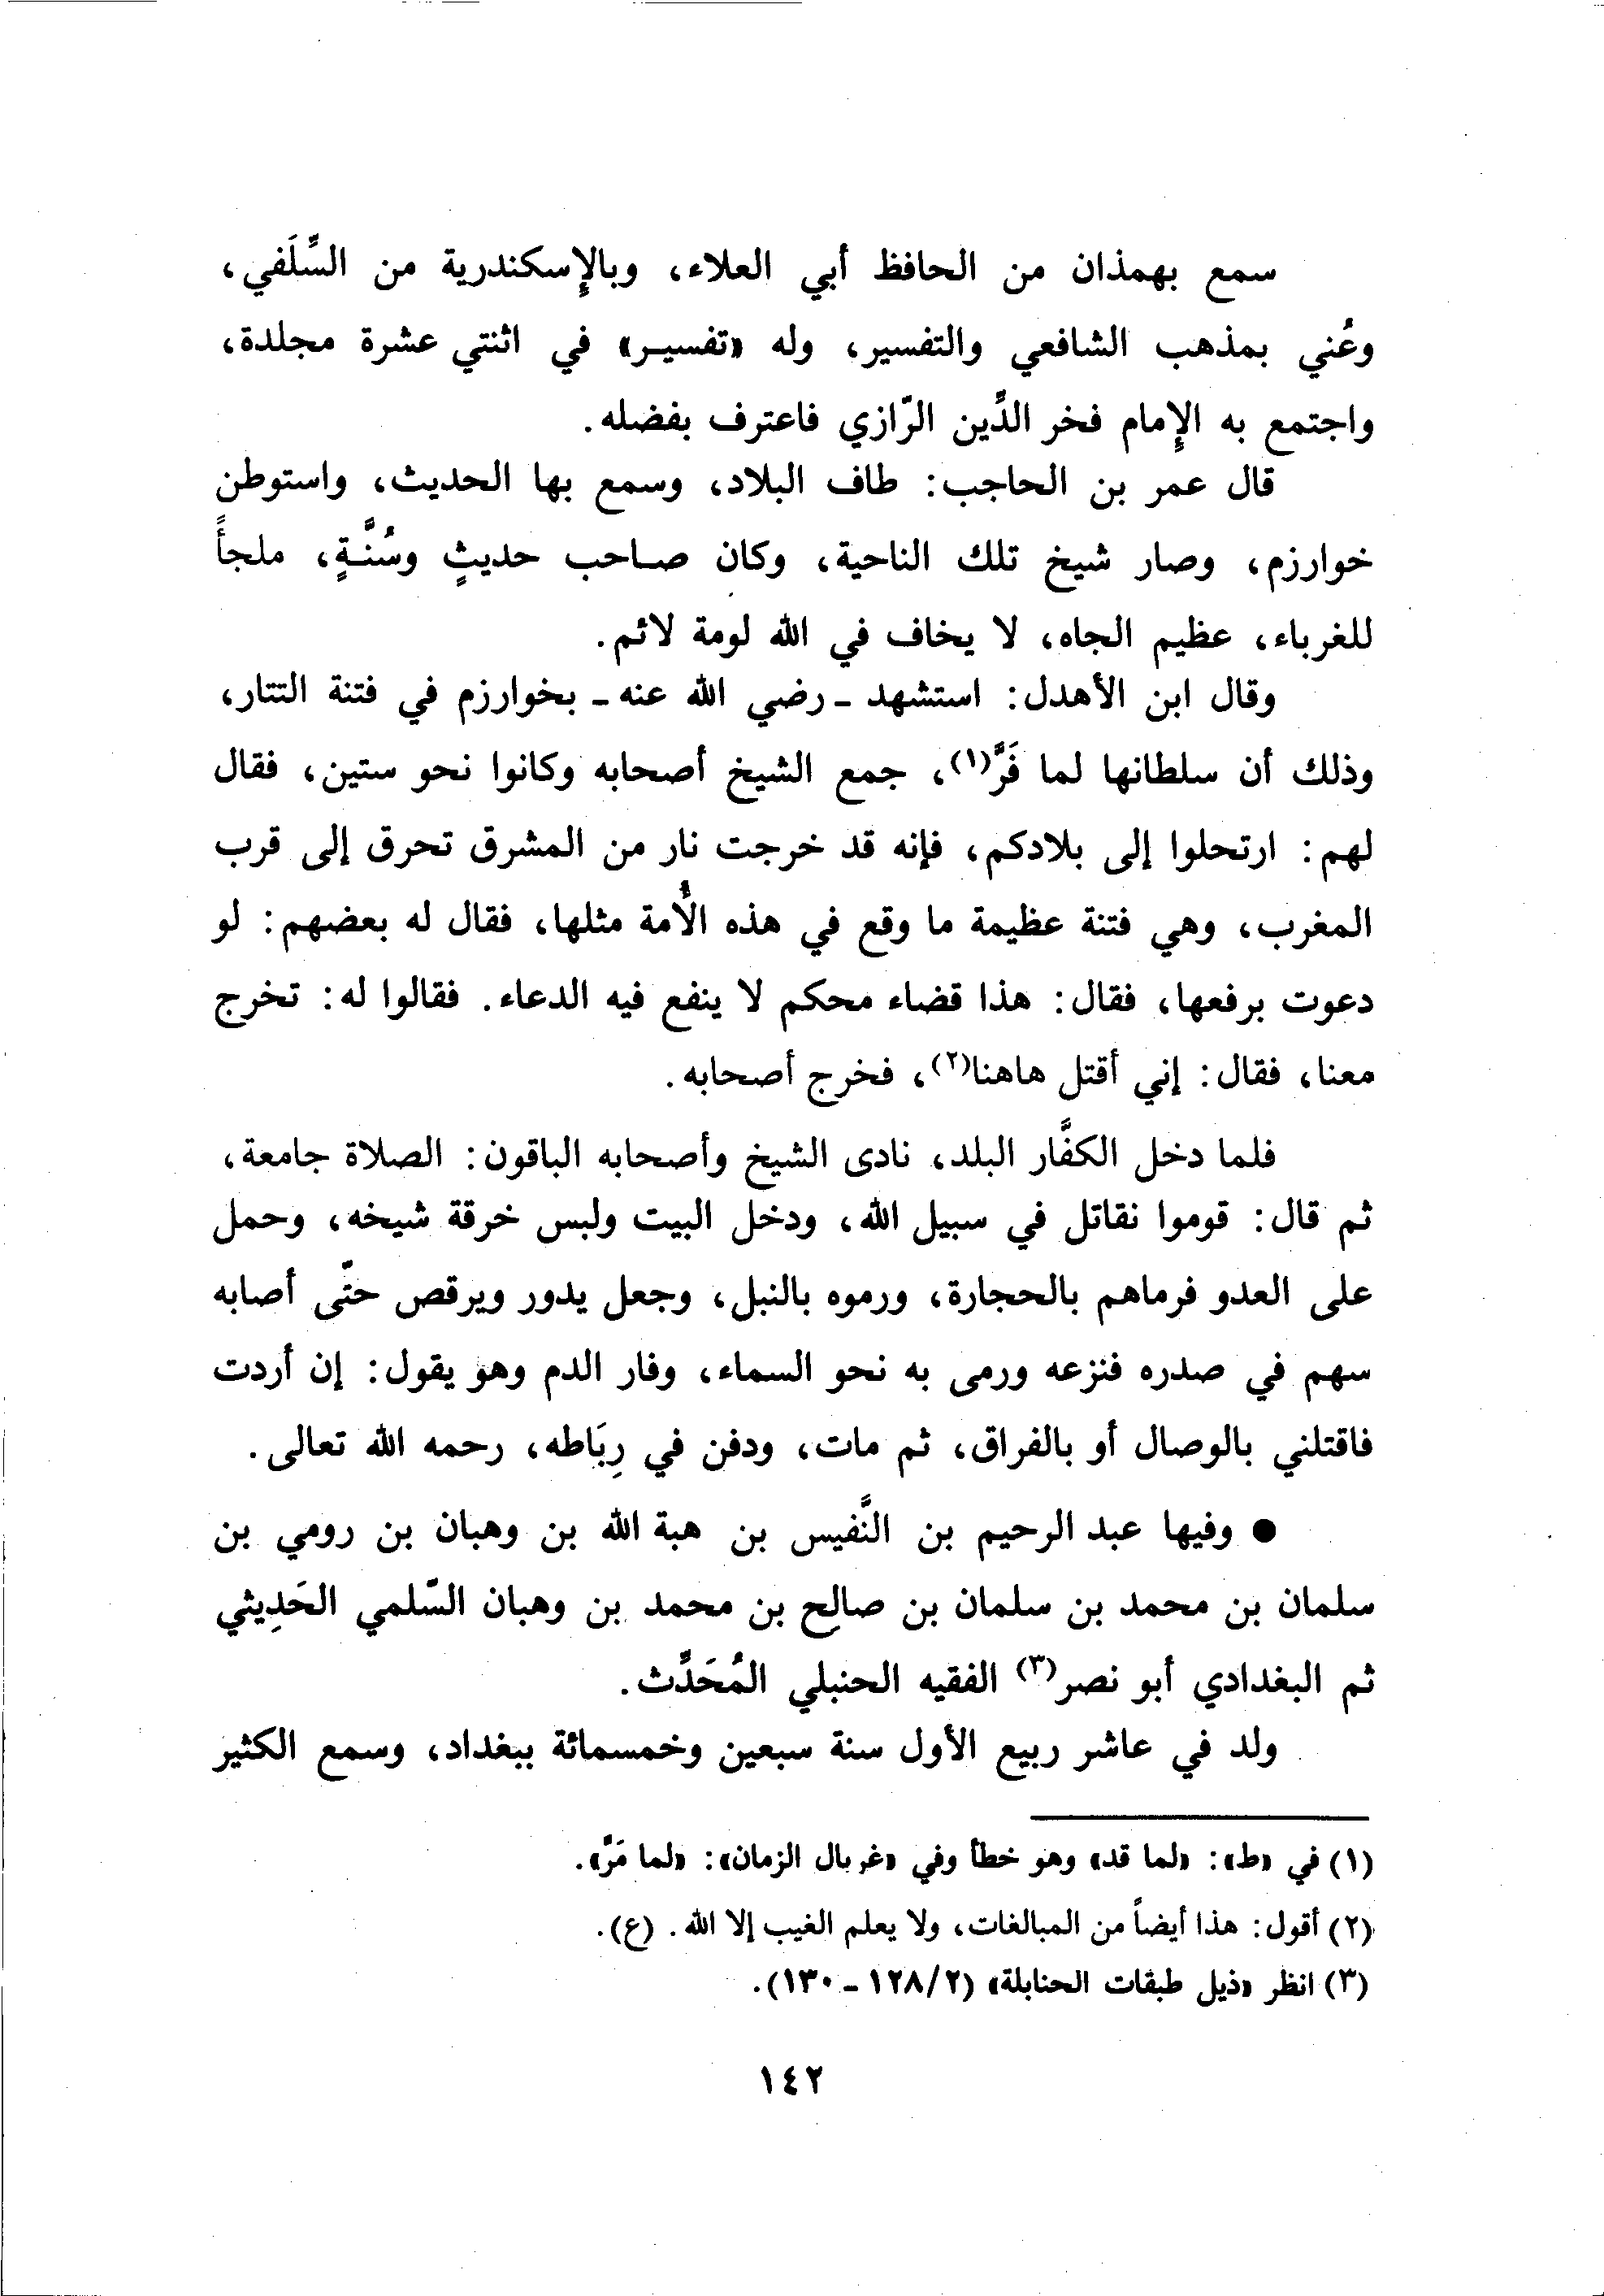 سمع بهمذان من الحافظ أبي العلاء، وبالإسكندرية من السِّلَفي،
وعُني بمذهب الشافعي والتفسير، وله «تفسيـر» في اثنتي عشرة مجلدة،
واجتمع به الإمام فخر الدِّين الرّازي فاعترف بفضله.
قال عمر بن الحاجب: طاف البلاد، وسمع بها الحديث، واستوطن
خوارزم، وصار شيخ تلك الناحية، وكان صـاحب حديثٍ وسُنَّـةٍ، ملجأً
للغرباء، عظيم الجاه، لا يخاف في الله لومة لائم.
وقال ابن الأهدل: استشهد ـ رضي الله عنه ـ بخوارزم في فتنة التتار،
وذلك أن سلطانها لما فَرَّ(١)، جمع الشيخ أصحابه وكانوا نحو ستين، فقال
لهم: ارتحلوا إلى بلادكم، فإنه قد خرجت نار من المشرق تحرق إلى قرب
المغرب، وهي فتنة عظيمة ما وقع في هذه الأُمة مثلها، فقال له بعضهم: لو
دعوت برفعها، فقال: هذا قضاء محكم لا ينفع فيه الدعاء. فقالوا له: تخرج
معنا، فقال: إني أقتل هاهنا(٢)، فخرج أصحابه.
فلما دخل الكفَّار البلد، نادى الشيخ وأصحابه الباقون: الصلاة جامعة،
ثم قال: قوموا نقاتل في سبيل الله، ودخل البيت ولبس خرقة شيخه، وحمل
على العدو فرماهم بالحجارة، ورموه بالنبل، وجعل يدور ويرقص حتّى أصابه
سهم في صدره فنزعه ورمى به نحو السماء، وفار الدم وهو يقول: إن أردت
فاقتلني بالوصال أو بالفراق، ثم مات، ودفن في رِبَاطه، رحمه الله تعالى.
● وفيها عبد الرحيم بن النَّفيس بن هبة الله بن وهبان بن رومي بن
سلمان بن محمد بن سلمان بن صالح بن محمد بن وهبان السّلمي الحَدِيثي
ثم البغدادي أبو نصر(٣) الفقيه الحنبلي المُحَدِّث.
ولد في عاشر ربيع الأول سنة سبعين وخمسمائة ببغداد، وسمع الكثير
(١) في «ط»: «لما قد» وهو خطأ وفي «غربال الزمان»: «لما مَرَّ».
(٢) أقول: هذا أيضاً من المبالغات، ولا يعلم الغيب إلا الله. (ع).
(٣) انظر «ذيل طبقات الحنابلة» (٢/ ١٢٨ ـ ١٣٠).
١٤٢